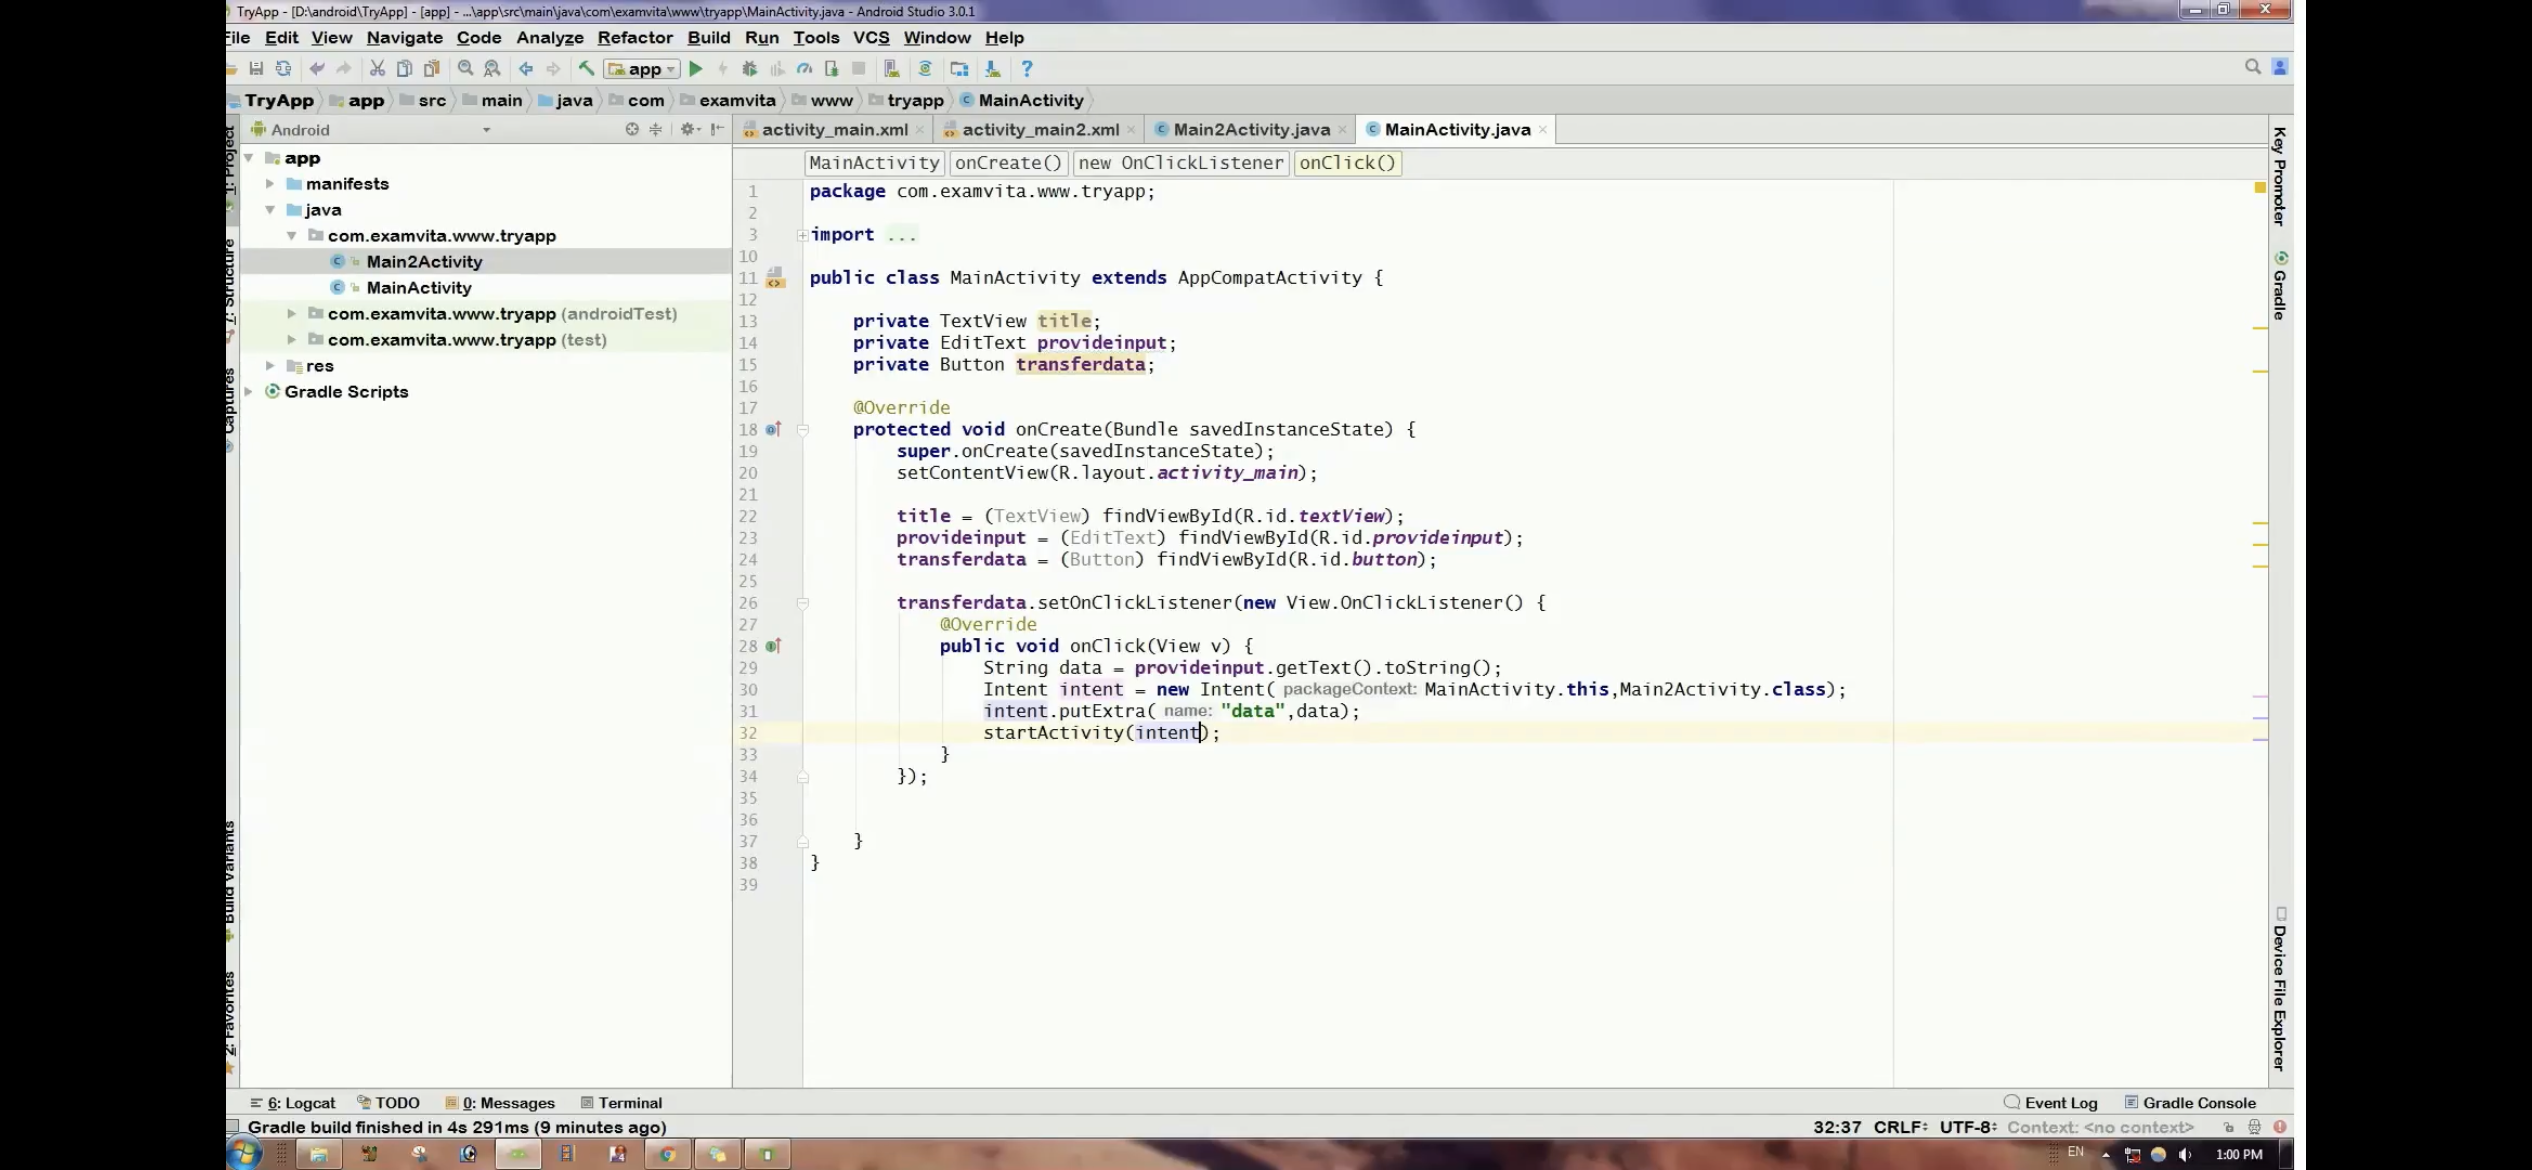 TryApp - [D:\android\TryApp] - [app] - ...\app\src\main\java\com\examvita\www\tryapp\MainActivity.java - Android Studio 3.0.1
File Edit View Navigate Code Analyze Refactor Build Run Tools VCS Window Help
app
TryApp app src main java com examvita www tryapp MainActivity
Android
activity_main.xml activity_main2.xml Main2Activity.java MainActivity.java
MainActivity onCreate() new OnClickListener onClick()
app
manifests
java
com.examvita.www.tryapp
Main2Activity
MainActivity
com.examvita.www.tryapp (androidTest)
com.examvita.www.tryapp (test)
res
Gradle Scripts
1: Project
7: Structure
Captures
Build Variants
2: Favorites
1 package com.examvita.www.tryapp;
2
3 import ...
10
11 public class MainActivity extends AppCompatActivity {
12
13 private TextView title;
14 private EditText provideinput;
15 private Button transferdata;
16
17 @Override
18 protected void onCreate(Bundle savedInstanceState) {
19 super.onCreate(savedInstanceState);
20 setContentView(R.layout.activity_main);
21
22 title = (TextView) findViewById(R.id.textView);
23 provideinput = (EditText) findViewById(R.id.provideinput);
24 transferdata = (Button) findViewById(R.id.button);
25
26 transferdata.setOnClickListener(new View.OnClickListener() {
27 @Override
28 public void onClick(View v) {
29 String data = provideinput.getText().toString();
30 Intent intent = new Intent( packageContext: MainActivity.this,Main2Activity.class);
31 intent.putExtra( name: "data",data);
32 startActivity(intent);
33 }
34 });
35
36
37 }
38 }
39
Key Promoter
Gradle
Device File Explorer
6: Logcat TODO 0: Messages Terminal Event Log Gradle Console
Gradle build finished in 4s 291ms (9 minutes ago) 32:37 CRLF UTF-8 Context: <no context>
EN 1:00 PM